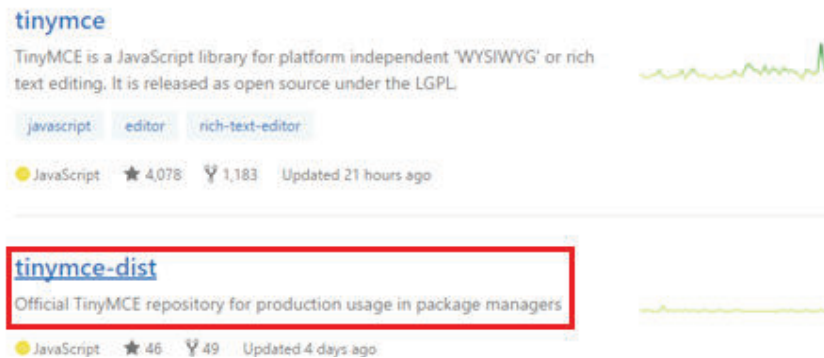 tinymce
TinyMCE is a JavaScript library for platform independent 'WYSIWYG' or rich
text editing. It is released as open source under the LGPL.
javascript editor rich-text-editor
JavaScript 4,078 1,183 Updated 21 hours ago
tinymce-dist
Official TinyMCE repository for production usage in package managers
JavaScript 46 49 Updated 4 days ago